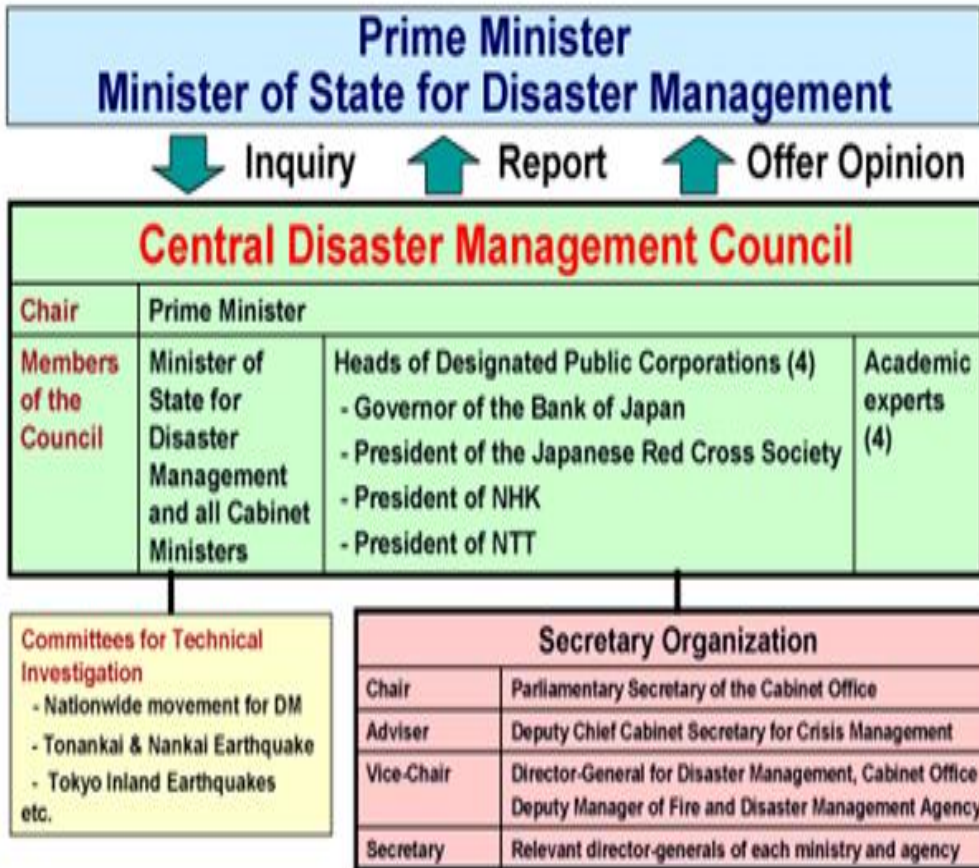 Prime Minister
Minister of State for Disaster Management
Inquiry Report Offer Opinion
Central Disaster Management Council
Chair Prime Minister
Members of the Council
Minister of
State for
Disaster
Management
and all Cabinet
Ministers
Heads of Designated Public Corporations (4)
- Governor of the Bank of Japan
- President of the Japanese Red Cross Society
- President of NHK
- President of NTT
Academic
experts
(4)
Committees for Technical
Investigation
- Nationwide movement for DM
- Tonankai & Nankai Earthquake
- Tokyo Inland Earthquakes
etc.
Secretary Organization
Chair Parliamentary Secretary of the Cabinet Office
Adviser Deputy Chief Cabinet Secretary for Crisis Management
Vice-Chair Director-General for Disaster Management, Cabinet Office
Deputy Manager of Fire and Disaster Management Agency
Secretary Relevant director-generals of each ministry and agency